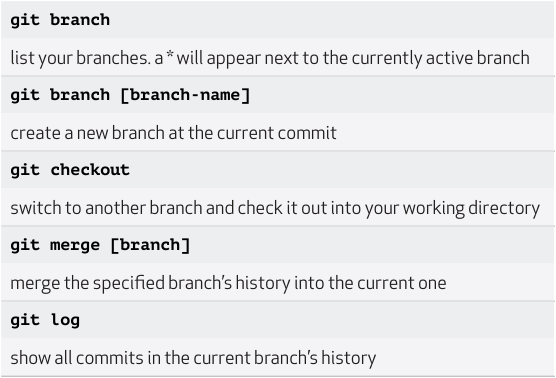 git branch
list your branches. a * will appear next to the currently active branch
git branch [branch-name]
create a new branch at the current commit
git checkout
switch to another branch and check it out into your working directory
git merge [branch]
merge the specified branch’s history into the current one
git log
show all commits in the current branch’s history